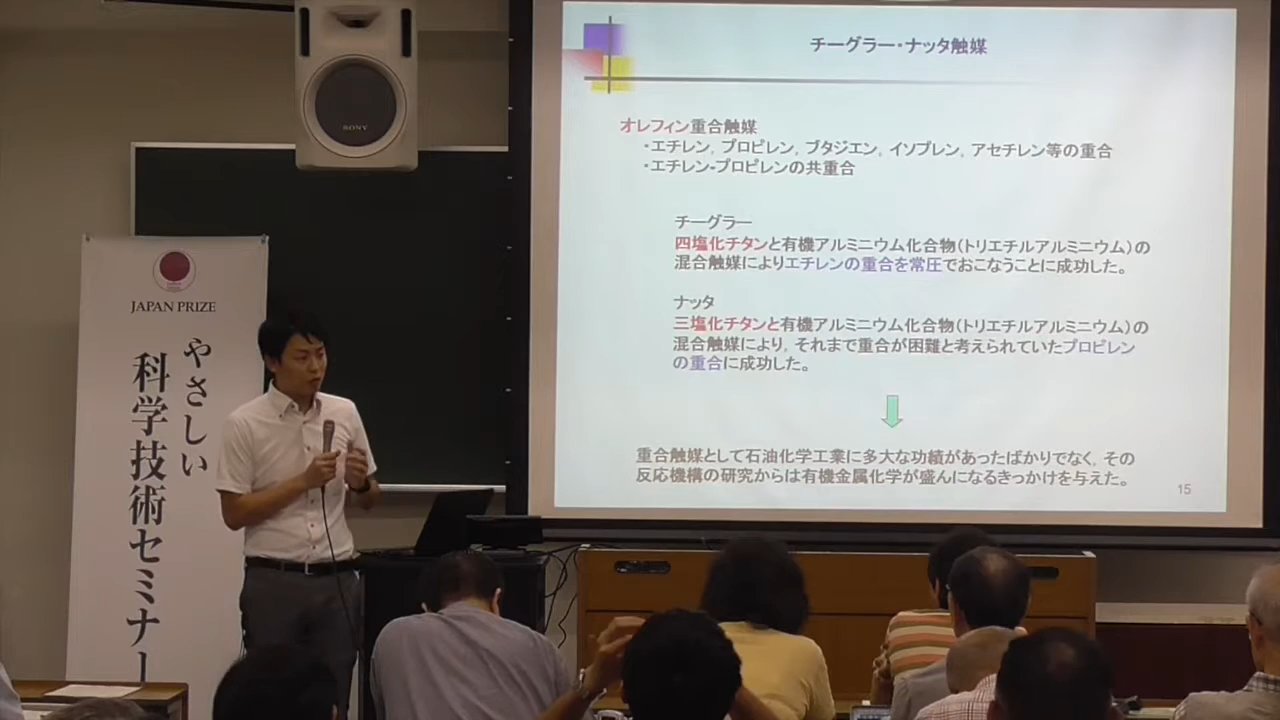 SONY
JAPAN PRIZE
やさしい
科学技術セミナー
チーグラー・ナッタ触媒
オレフィン重合触媒
・エチレン，プロピレン，ブタジエン，イソプレン，アセチレン等の重合
・エチレン-プロピレンの共重合
チーグラー
四塩化チタンと有機アルミニウム化合物（トリエチルアルミニウム）の
混合触媒によりエチレンの重合を常圧でおこなうことに成功した。
ナッタ
三塩化チタンと有機アルミニウム化合物（トリエチルアルミニウム）の
混合触媒により，それまで重合が困難と考えられていたプロピレン
の重合に成功した。
重合触媒として石油化学工業に多大な功績があったばかりでなく，その
反応機構の研究からは有機金属化学が盛んになるきっかけを与えた。
15